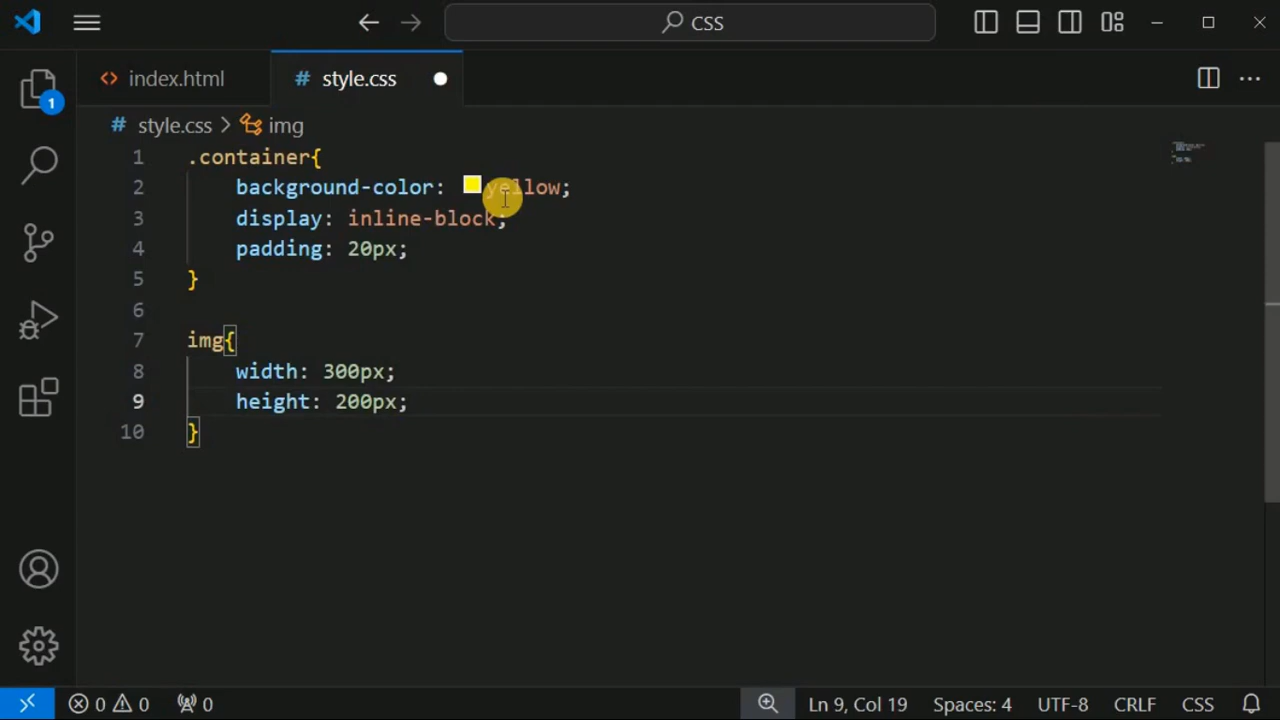 CSS
index.html
# style.css
1
# style.css > img
1 .container{
2 background-color: yellow;
3 display: inline-block;
4 padding: 20px;
5 }
6
7 img{
8 width: 300px;
9 height: 200px;
10 }
0 0 0 Ln 9, Col 19 Spaces: 4 UTF-8 CRLF CSS